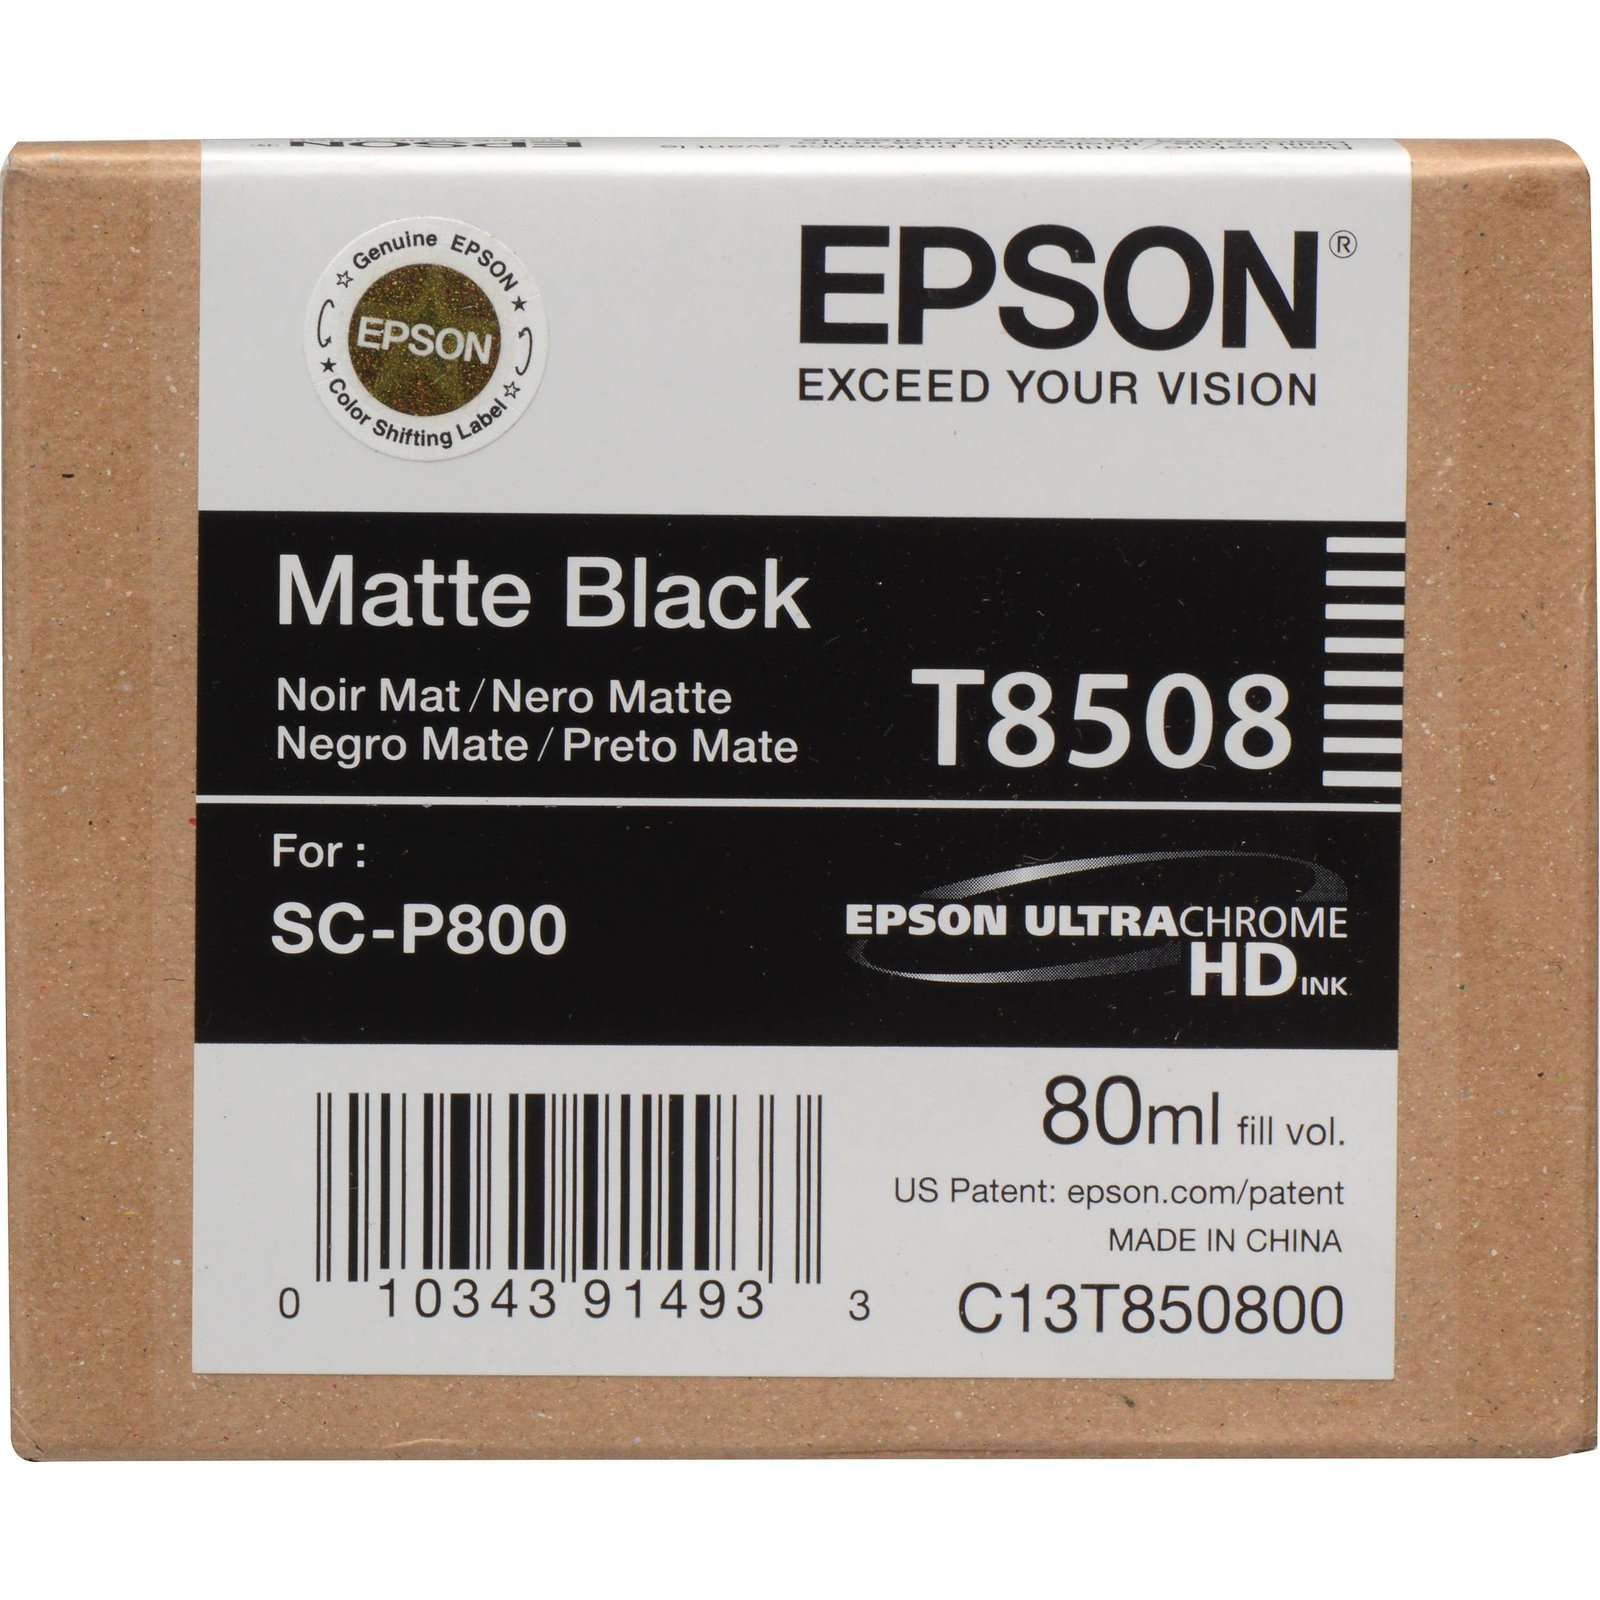 EPSON®
Genuine EPSON
EPSON
Color Shifting Label
EPSON®
EXCEED YOUR VISION
Matte Black
Noir Mat / Nero Matte
Negro Mate / Preto Mate
T8508
For :
SC-P800
EPSON ULTRACHROME
HD INK
80ml fill vol.
US Patent: epson.com/patent
MADE IN CHINA
C13T850800
0 10343 91493 3